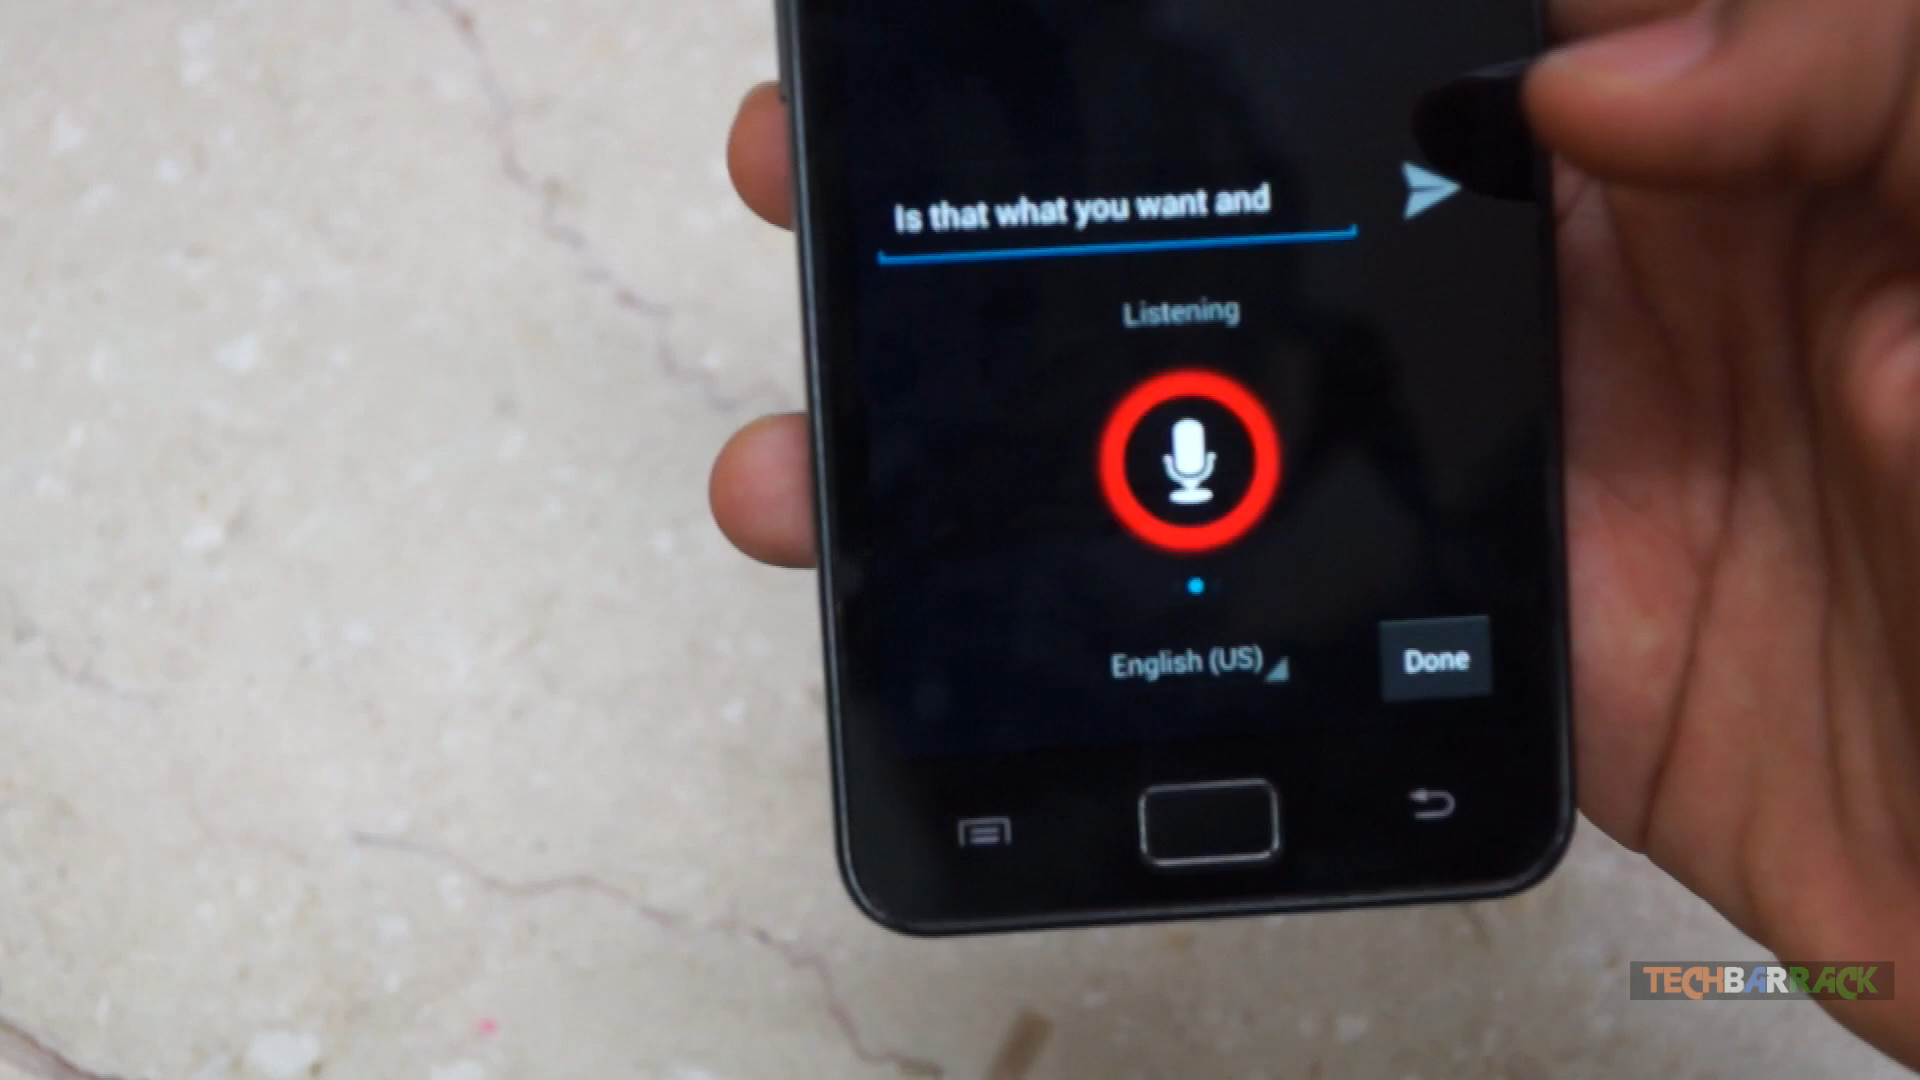 Is that what you want and
Listening
English (US)
Done
TECHBARRACK